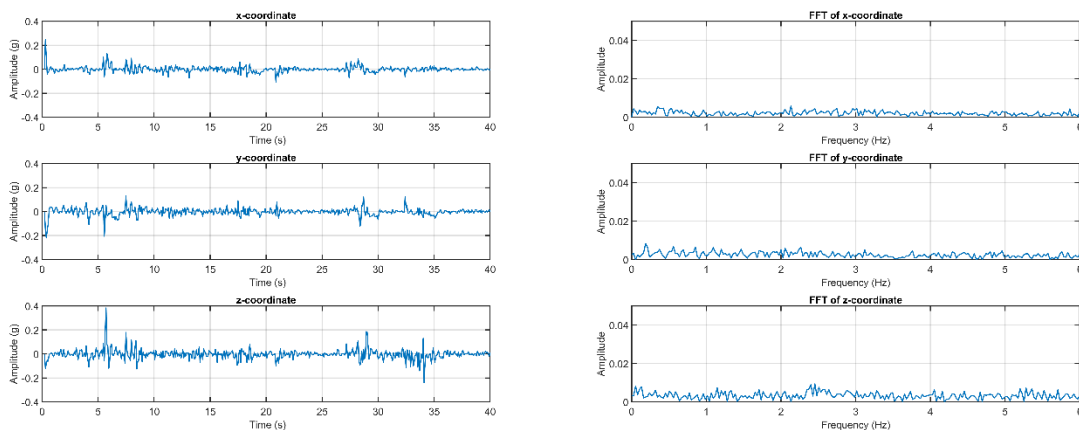 x-coordinate
0.4
0.2
0
-0.2
-0.4
Amplitude (g)
0 5 10 15 20 25 30 35 40
Time (s)
FFT of x-coordinate
0.04
0.02
0
Amplitude
0 1 2 3 4 5 6
Frequency (Hz)
y-coordinate
0.4
0.2
0
-0.2
-0.4
Amplitude (g)
0 5 10 15 20 25 30 35 40
Time (s)
FFT of y-coordinate
0.04
0.02
0
Amplitude
0 1 2 3 4 5 6
Frequency (Hz)
z-coordinate
0.4
0.2
0
-0.2
-0.4
Amplitude (g)
0 5 10 15 20 25 30 35 40
Time (s)
FFT of z-coordinate
0.04
0.02
0
Amplitude
0 1 2 3 4 5 6
Frequency (Hz)